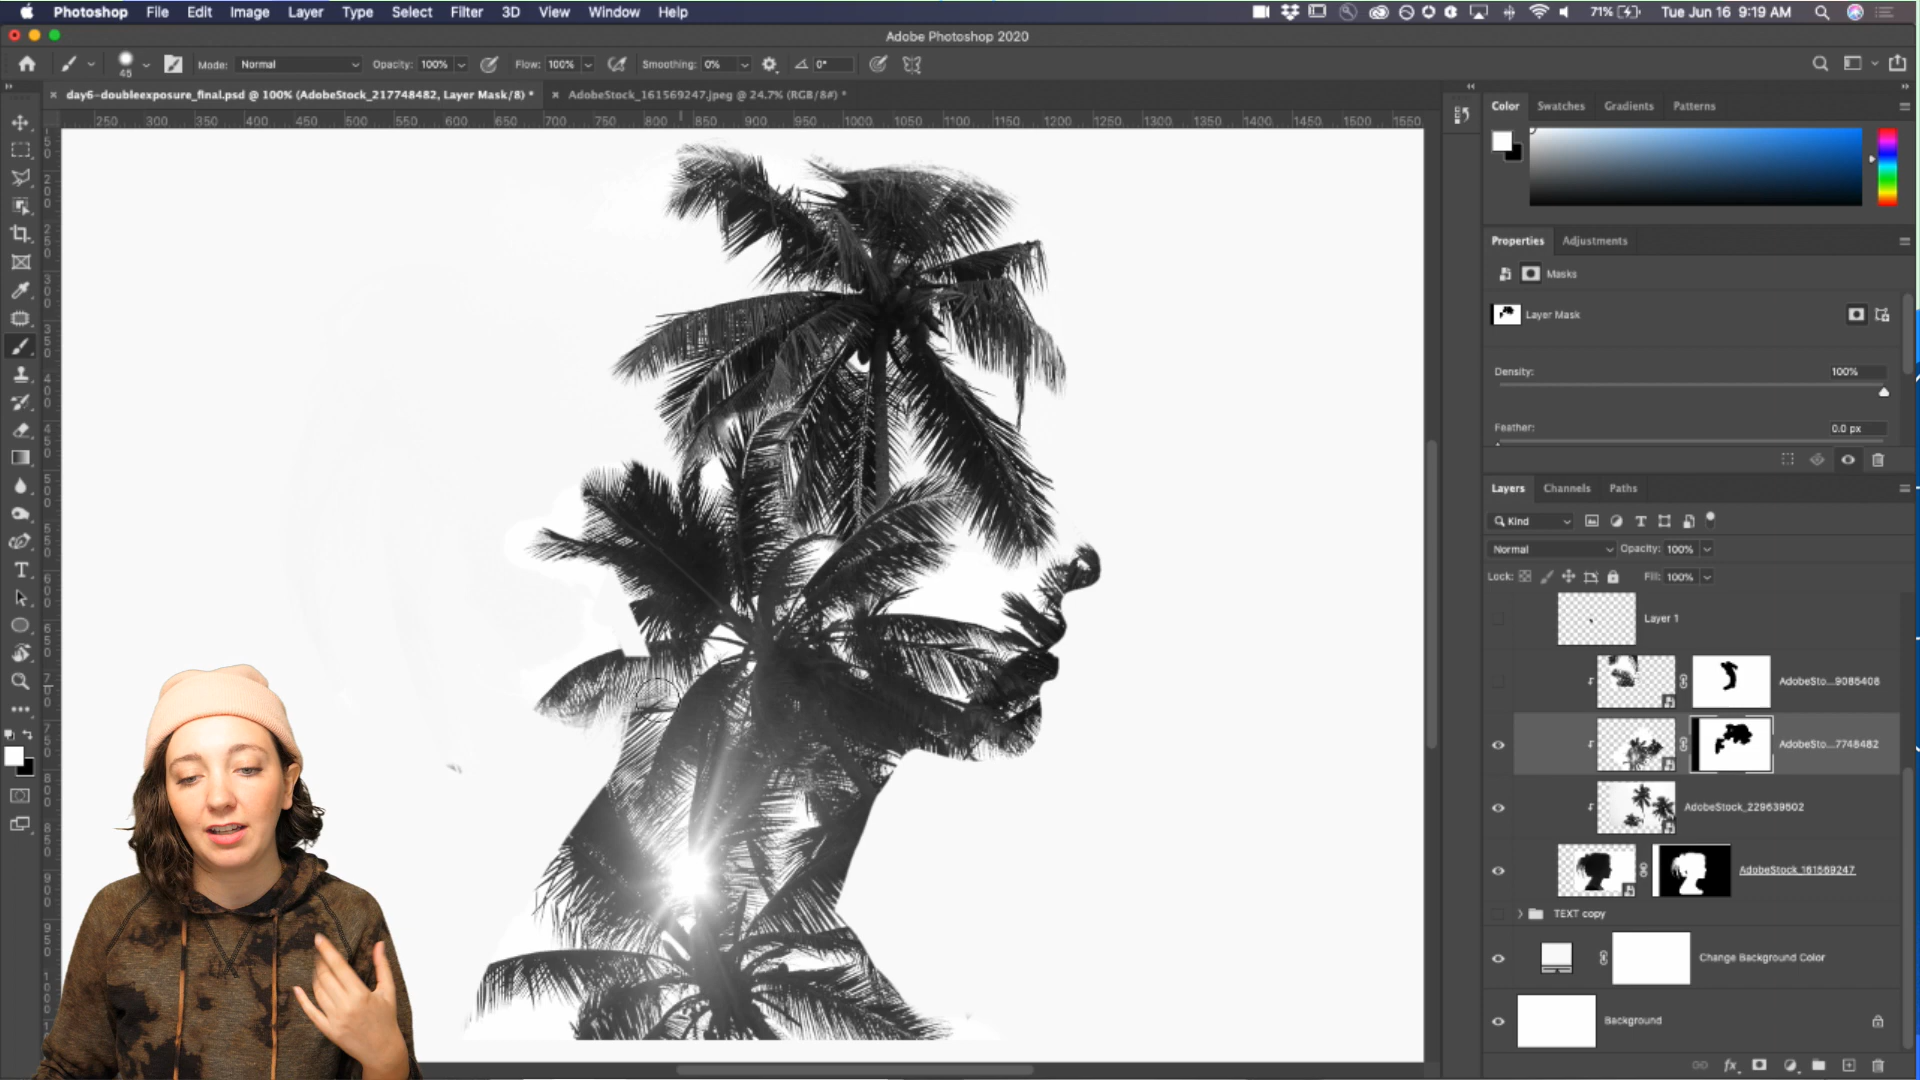 Photoshop File Edit Image Layer Type Select Filter 3D View Window Help 71% Tue Jun 16 9:19 AM
Adobe Photoshop 2020
45 Mode: Normal Opacity: 100% Flow: 100% Smoothing: 0% 0°
day6-doubleexposure_final.psd @ 100% (AdobeStock_217748482, Layer Mask/8) * AdobeStock_161569247.jpeg @ 24.7% (RGB/8#) *
250 300 350 400 450 500 550 600 650 700 750 800 850 900 950 1000 1050 1100 1150 1200 1250 1300 1350 1400 1450 1500 1550
Color Swatches Gradients Patterns
Properties Adjustments
Masks
Layer Mask
Density: 100%
Feather: 0.0 px
Layers Channels Paths
Kind
Normal Opacity: 100%
Lock: Fill: 100%
Layer 1
AdobeSto...9085408
AdobeSto...7748482
AdobeStock_229639602
AdobeStock_161569247
TEXT copy
Change Background Color
Background